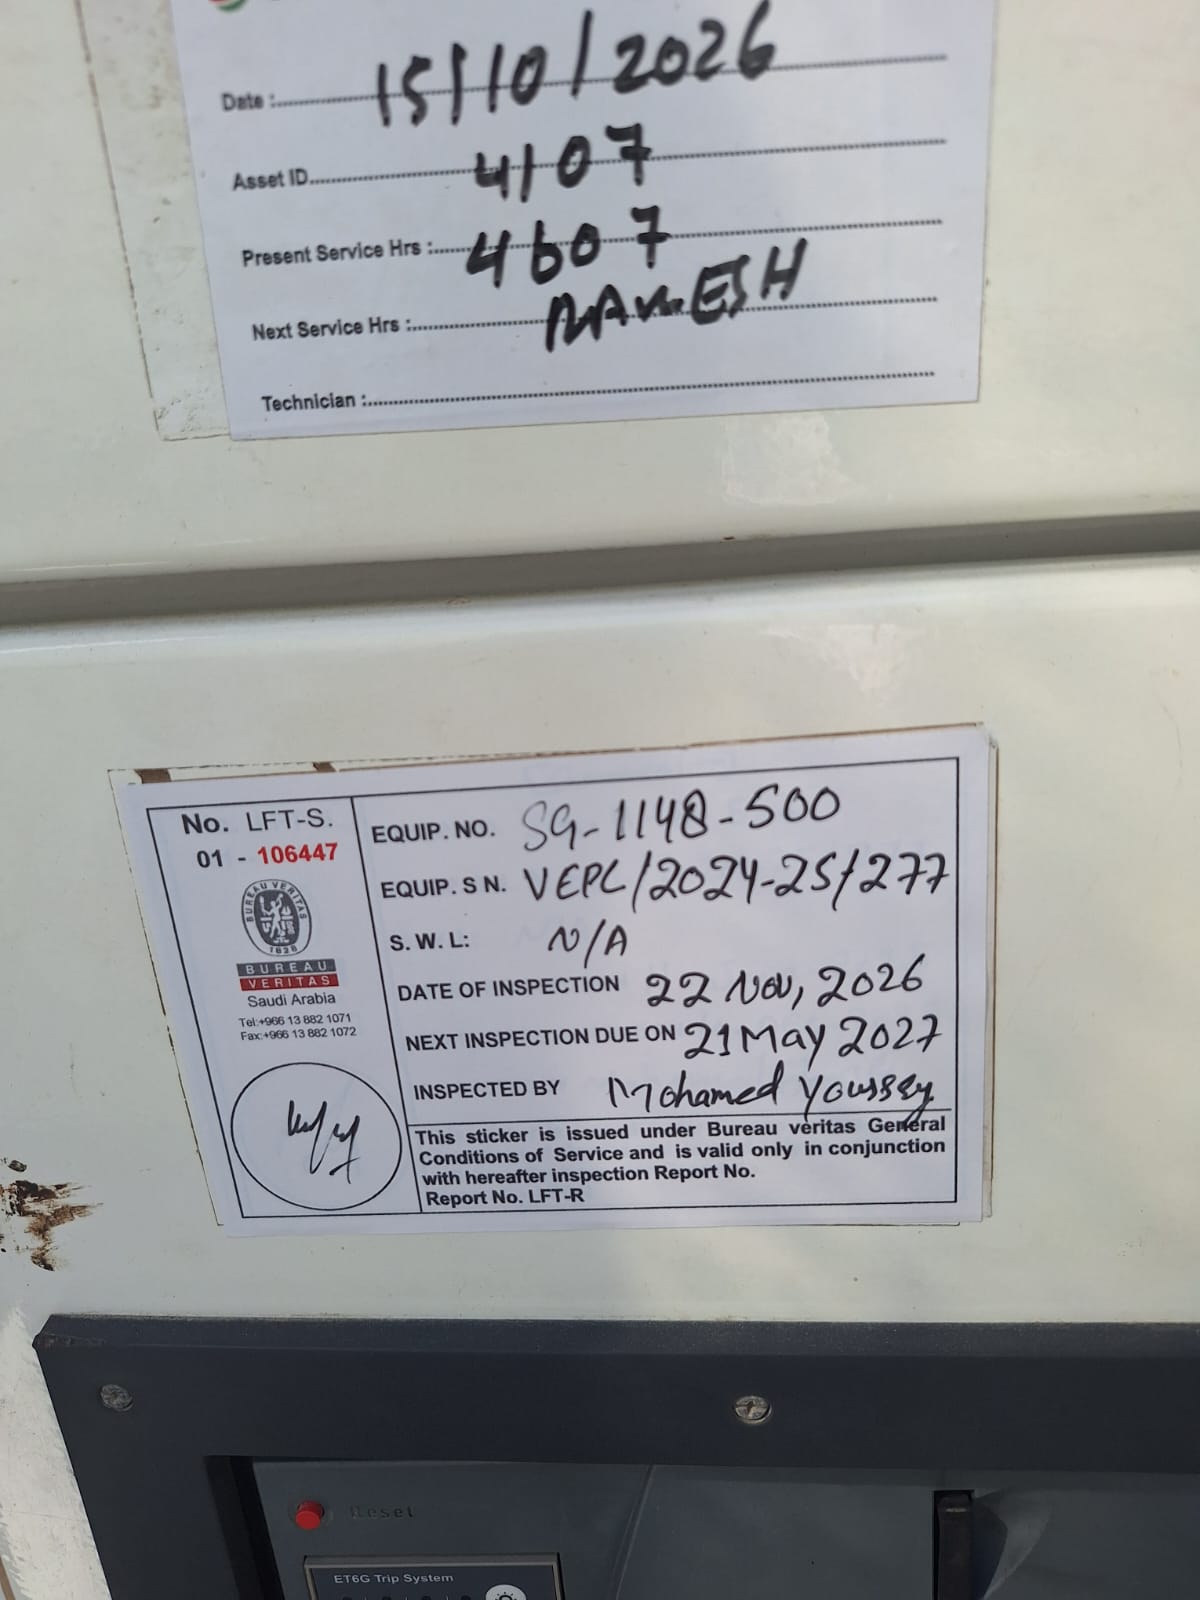 Date : 15/10/2026
Asset ID 4107
Present Service Hrs : 4607
Next Service Hrs : RAMESH
Technician :
No. LFT-S.
01 - 106447
BUREAU VERITAS
1828
BUREAU
VERITAS
Saudi Arabia
Tel:+966 13 882 1071
Fax:+966 13 882 1072
EQUIP. NO. SG-1148-500
EQUIP. S N. VEPL/2024-25/277
S. W. L: N/A
DATE OF INSPECTION 22 Nov, 2026
NEXT INSPECTION DUE ON 21 May 2027
INSPECTED BY Mohamed Youssey
This sticker is issued under Bureau veritas General
Conditions of Service and is valid only in conjunction
with hereafter inspection Report No.
Report No. LFT-R
Reset
ET6G Trip System